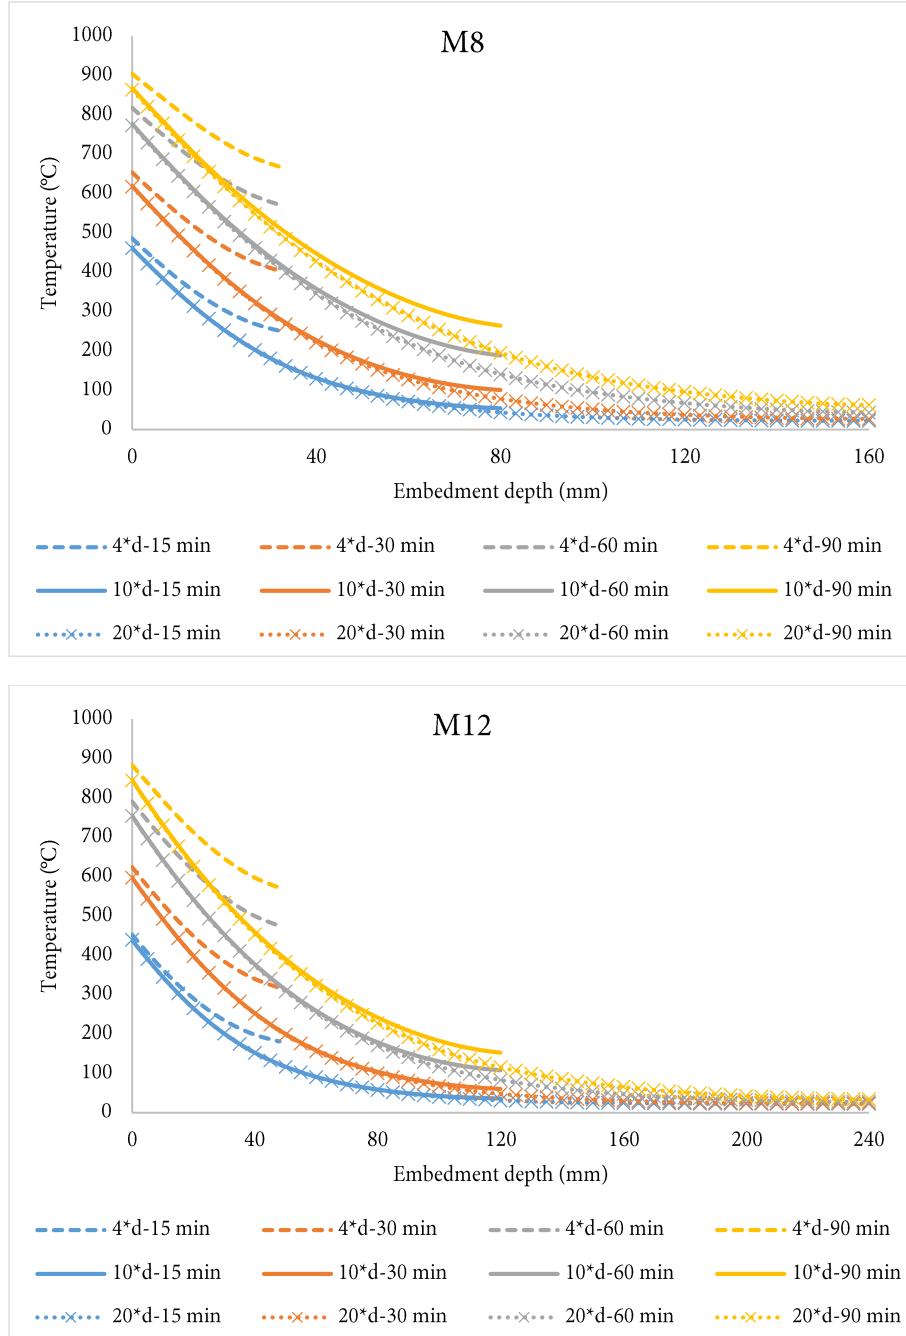 M8
1000
900
800
700
600
500
400
300
200
100
0
Temperature (°C)
0 40 80 120 160
Embedment depth (mm)
4*d-15 min 4*d-30 min 4*d-60 min 4*d-90 min
10*d-15 min 10*d-30 min 10*d-60 min 10*d-90 min
20*d-15 min 20*d-30 min 20*d-60 min 20*d-90 min
M12
1000
900
800
700
600
500
400
300
200
100
0
Temperature (°C)
0 40 80 120 160 200 240
Embedment depth (mm)
4*d-15 min 4*d-30 min 4*d-60 min 4*d-90 min
10*d-15 min 10*d-30 min 10*d-60 min 10*d-90 min
20*d-15 min 20*d-30 min 20*d-60 min 20*d-90 min